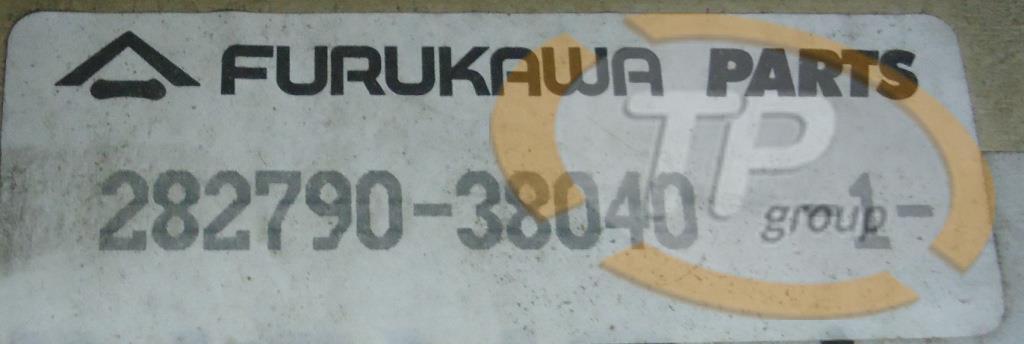 FURUKAWA PARTS
282790-38040 -1-
TP
group